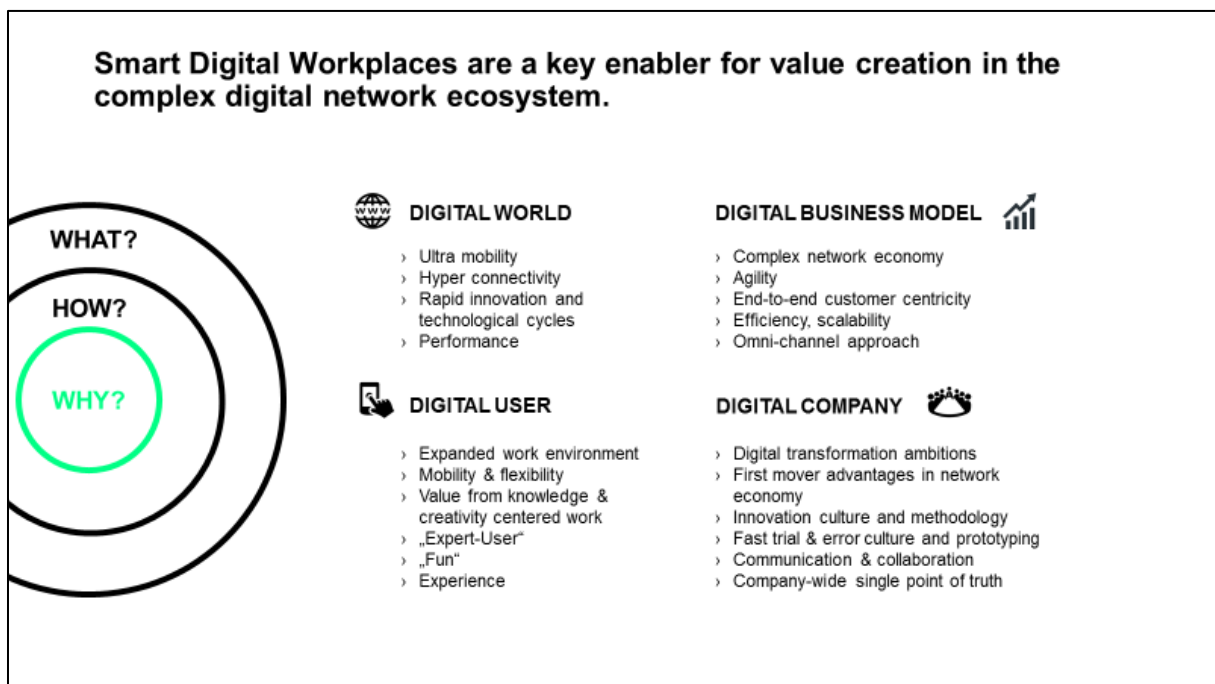 Smart Digital Workplaces are a key enabler for value creation in the
complex digital network ecosystem.
WHAT?
HOW?
WHY?
www
DIGITAL WORLD
› Ultra mobility
› Hyper connectivity
› Rapid innovation and
technological cycles
› Performance
DIGITAL BUSINESS MODEL
› Complex network economy
› Agility
› End-to-end customer centricity
› Efficiency, scalability
› Omni-channel approach
DIGITAL USER
› Expanded work environment
› Mobility & flexibility
› Value from knowledge &
creativity centered work
› „Expert-User“
› „Fun“
› Experience
DIGITAL COMPANY
› Digital transformation ambitions
› First mover advantages in network
economy
› Innovation culture and methodology
› Fast trial & error culture and prototyping
› Communication & collaboration
› Company-wide single point of truth